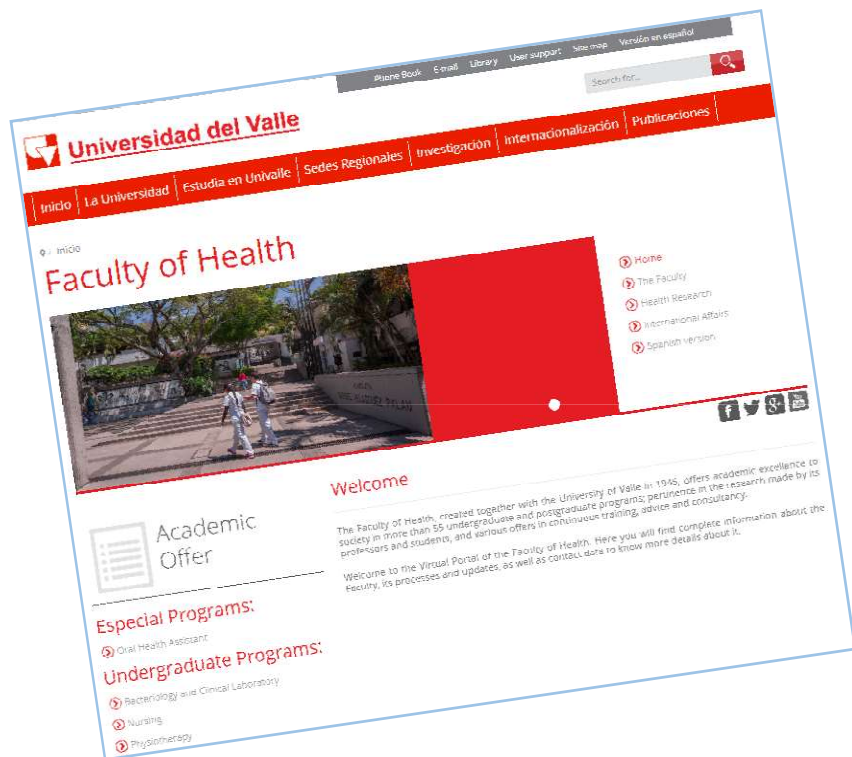 Phone Book E-mail Library User support Site map Versión en español
Search for...
Universidad del Valle
Inicio La Universidad Estudia en Univalle Sedes Regionales Investigación Internacionalización Publicaciones
/ Inicio
Faculty of Health
Home
The Faculty
Health Research
International Affairs
Spanish version
Welcome
The Faculty of Health, created together with the University of Valle in 1945, offers academic excellence to
society in more than 55 undergraduate and postgraduate programs; pertinence in the research made by its
professors and students, and various offers in continuous training, advice and consultancy.
Welcome to the Virtual Portal of the Faculty of Health. Here you will find complete information about the
Faculty, its processes and updates, as well as contact data to know more details about it.
Academic
Offer
Especial Programs:
Oral Health Assistant
Undergraduate Programs:
Bacteriology and Clinical Laboratory
Nursing
Physiotherapy